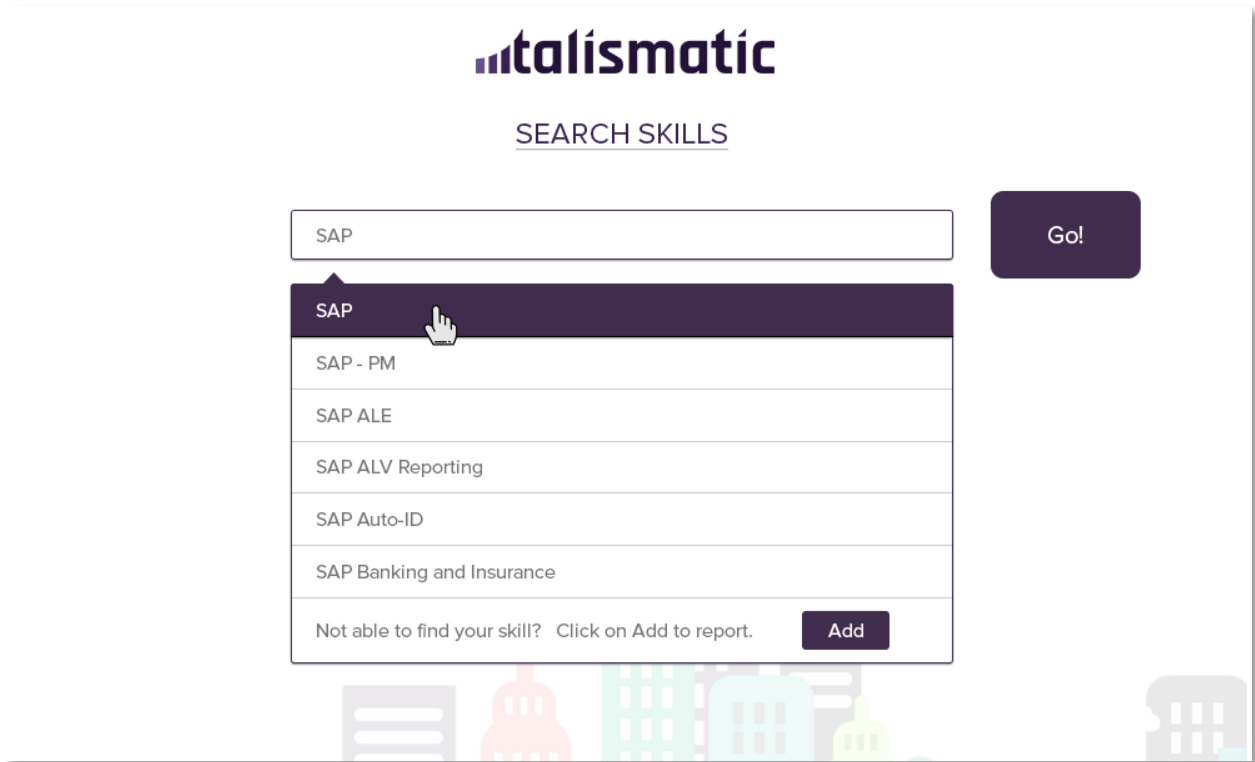 talismatic
SEARCH SKILLS
SAP
Go!
SAP
SAP - PM
SAP ALE
SAP ALV Reporting
SAP Auto-ID
SAP Banking and Insurance
Not able to find your skill? Click on Add to report. Add